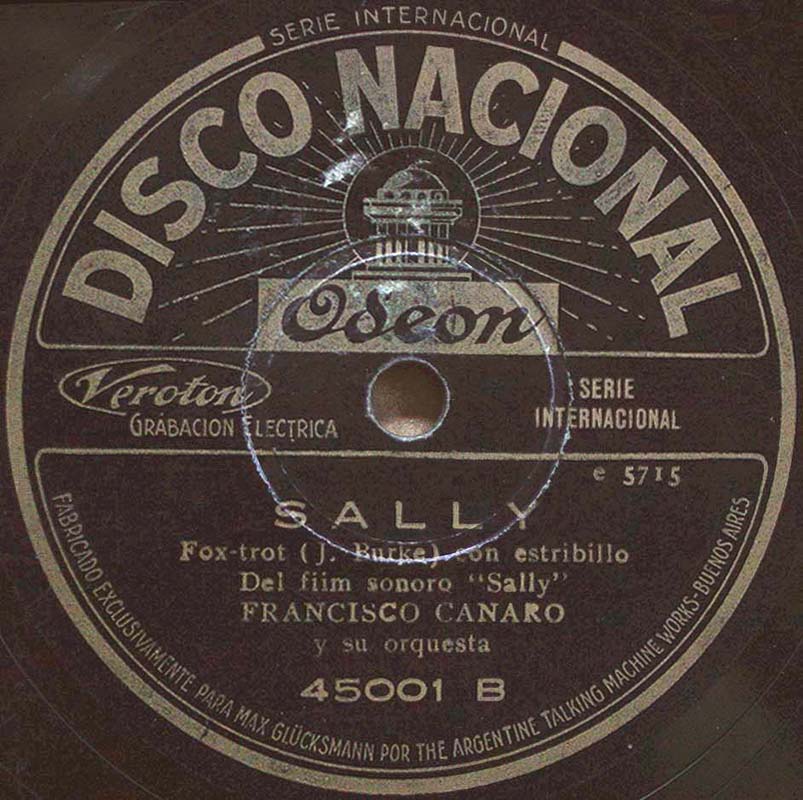 SERIE INTERNACIONAL
DISCO NACIONAL
Odeon
Veroton
GRABACION ELECTRICA
SERIE
INTERNACIONAL
e 5715
SALLY
Fox-trot (J. Burke) con estribillo
Del fiim sonoro "Sally"
FRANCISCO CANARO
y su orquesta
45001 B
FABRICADO EXCLUSIVAMENTE PARA MAX GLÜCKSMANN POR THE ARGENTINE TALKING MACHINE WORKS-BUENOS AIRES